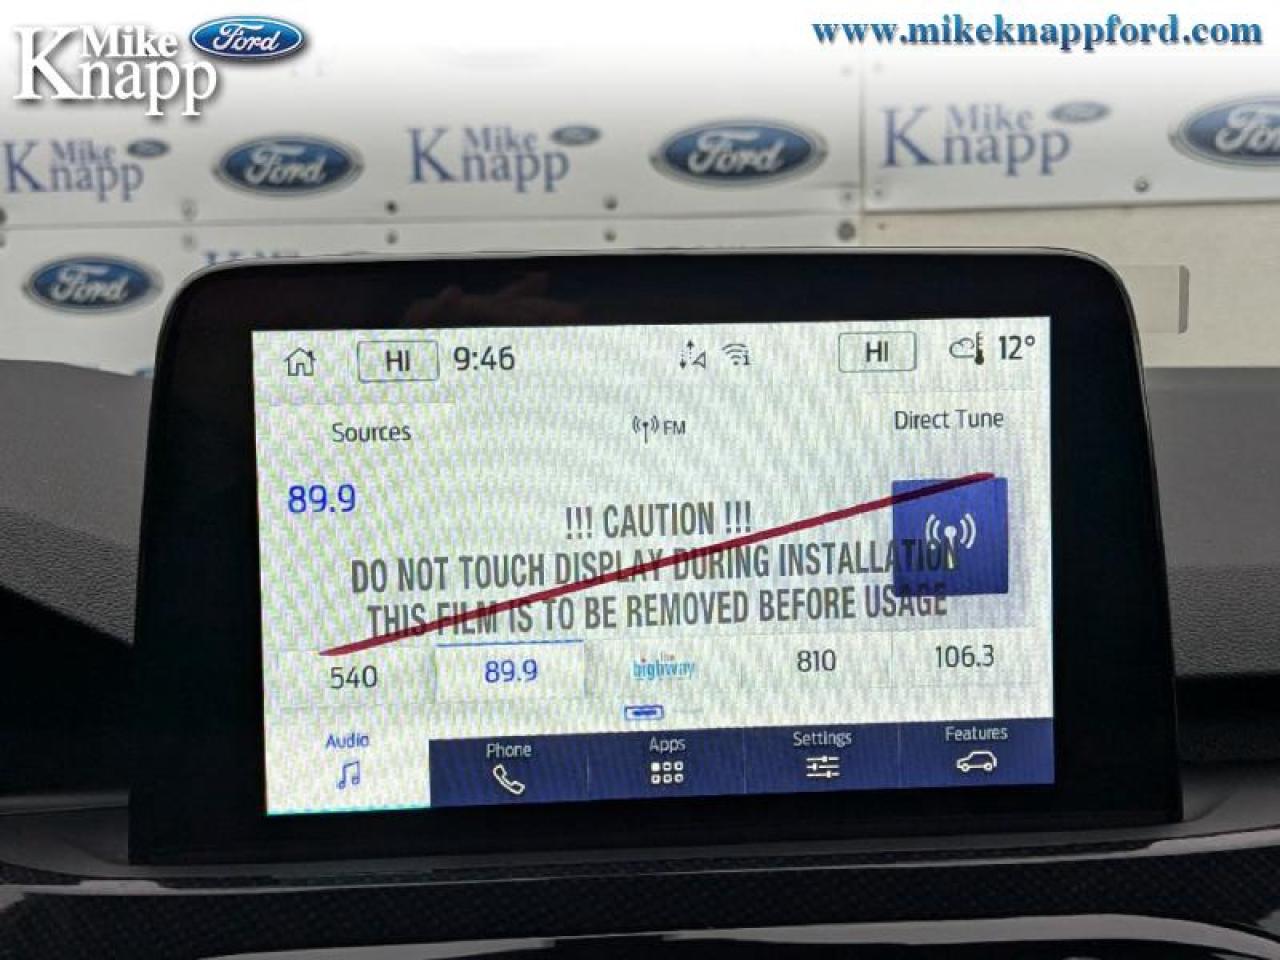 Mike
Knapp
Ford
www.mikeknappford.com
Mike
Knapp
Ford
Mike
Knapp
Ford
Mike
Knapp
Ford
Ford
HI
9:46
HI
12°
Sources
FM
Direct Tune
89.9
!!! CAUTION !!!
DO NOT TOUCH DISPLAY DURING INSTALLATION
THIS FILM IS TO BE REMOVED BEFORE USAGE
540
89.9
the
highway
810
106.3
Audio
Phone
Apps
Settings
Features